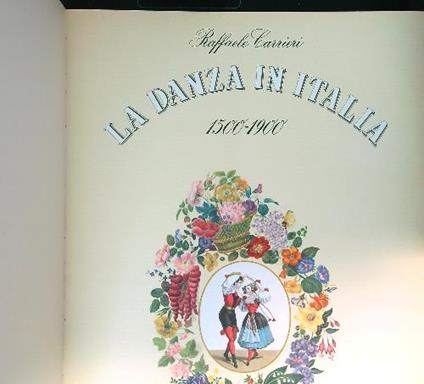 Raffaele Carrieri
LA DANZA IN ITALIA
1500-1900